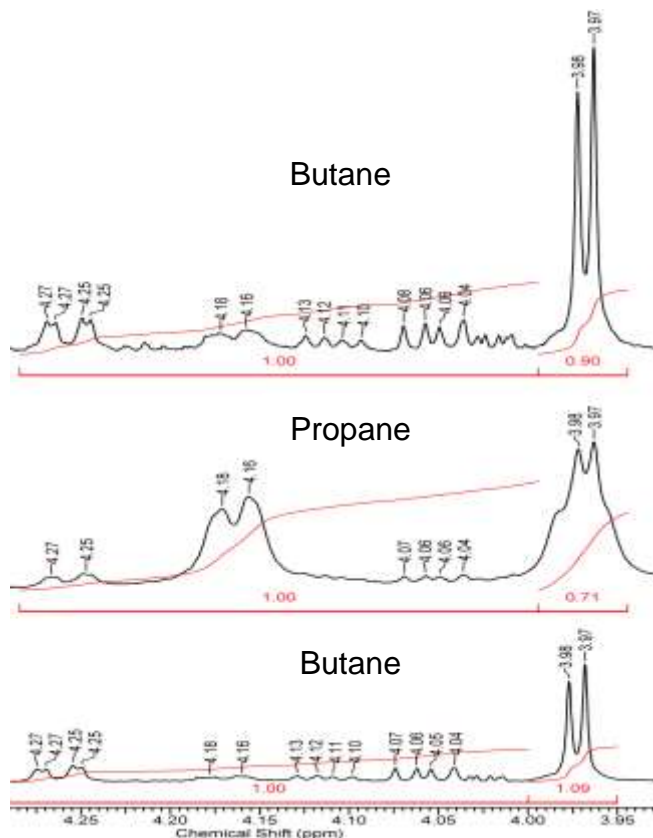 3.98 3.97
Butane
4.27 4.27 4.25 4.25 4.18 4.16 4.13 4.12 4.11 4.10 4.08 4.06 4.06 4.04
1.00 0.90
Propane
3.98 3.97
4.27 4.25 4.18 4.16 4.07 4.06 4.06 4.04
1.00 0.71
Butane
3.98 3.97
4.27 4.27 4.25 4.25 4.18 4.16 4.13 4.12 4.11 4.10 4.07 4.06 4.05 4.04
1.00 1.09
4.25 4.20 4.15 4.10 4.05 4.00 3.95
Chemical Shift (ppm)